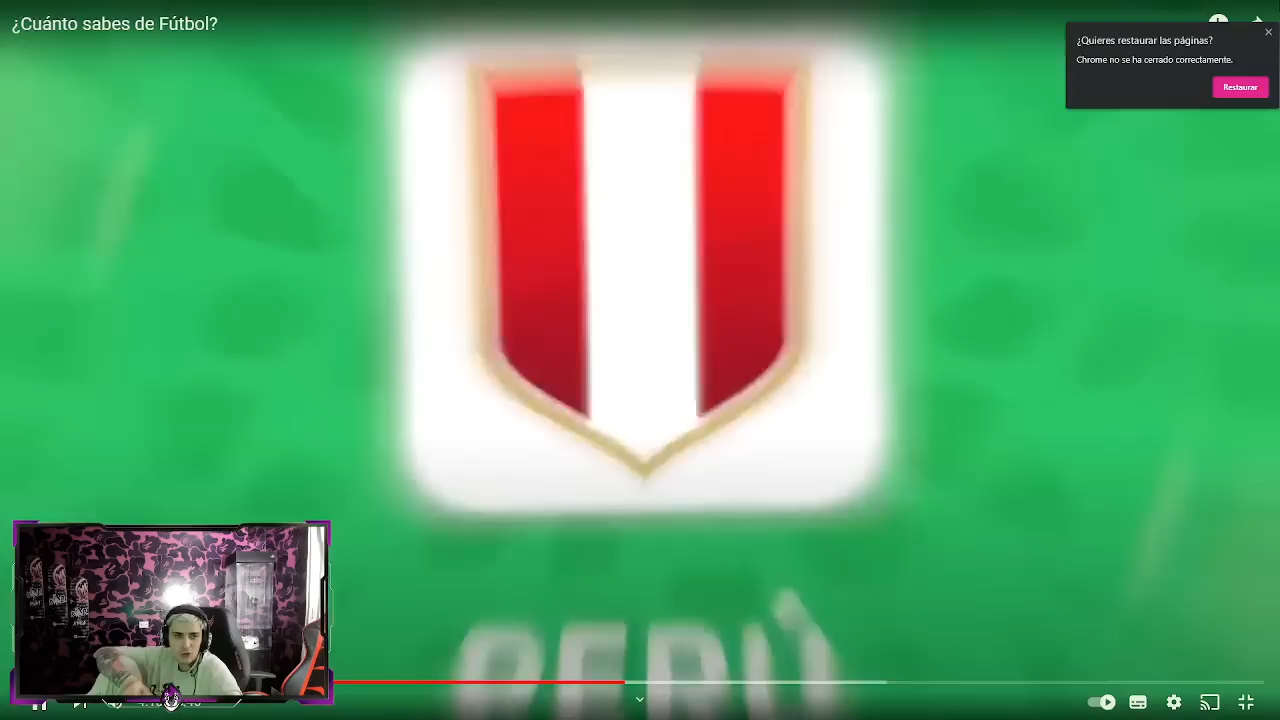 ¿Cuánto sabes de Fútbol?
¿Quieres restaurar las páginas?
Chrome no se ha cerrado correctamente.
Restaurar
PERÚ